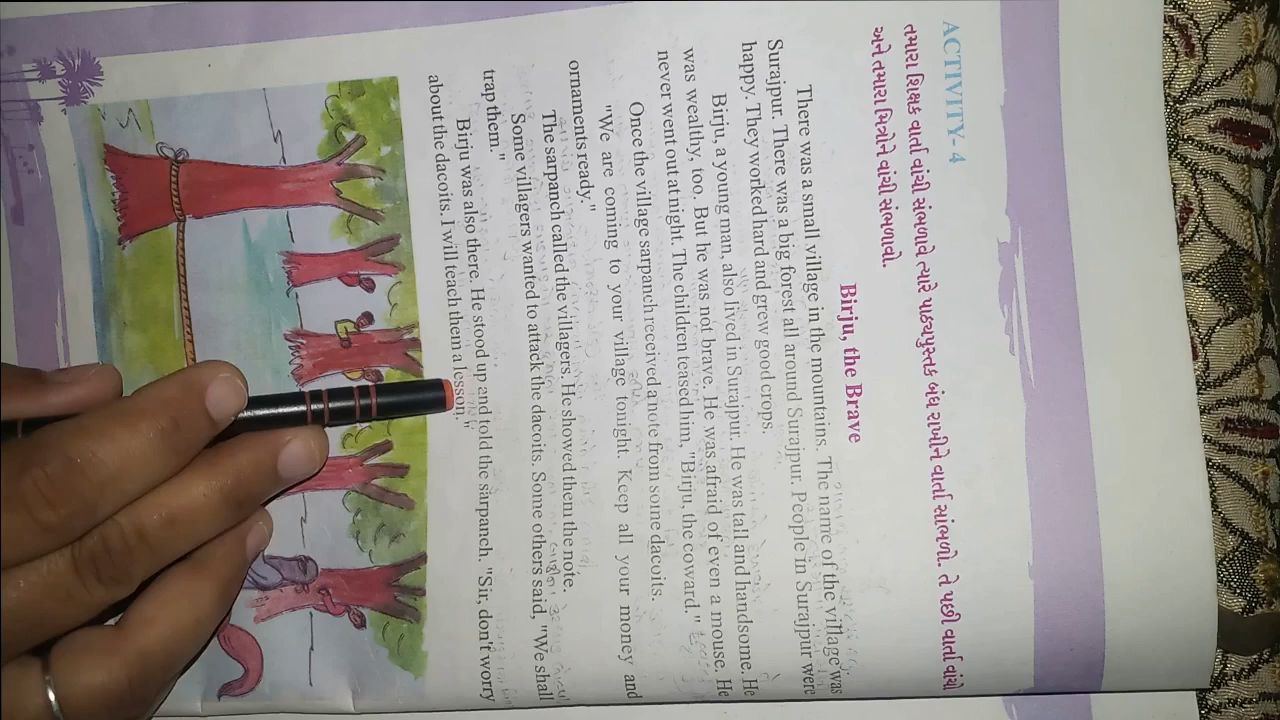 ACTIVITY- 4
તમારા શિક્ષક વાર્તા વાંચી સંભળાવે ત્યારે પાઠ્યપુસ્તક બંધ રાખીને વાર્તા સાંભળો. તે પછી વાર્તા વાંચો
અને તમારા મિત્રોને વાંચી સંભળાવો.
Birju, the Brave
There was a small village in the mountains. The name of the village was
Surajpur. There was a big forest all around Surajpur. People in Surajpur were
happy. They worked hard and grew good crops.
Birju, a young man, also lived in Surajpur. He was tall and handsome. He
was wealthy, too. But he was not brave. He was afraid of even a mouse. He
never went out at night. The children teased him, "Birju, the coward."
Once the village sarpanch received a note from some dacoits.
"We are coming to your village tonight. Keep all your money and
ornaments ready."
The sarpanch called the villagers. He showed them the note.
Some villagers wanted to attack the dacoits. Some others said, "We shall
trap them."
Birju was also there. He stood up and told the sarpanch. "Sir, don't worry
about the dacoits. I will teach them a lesson."